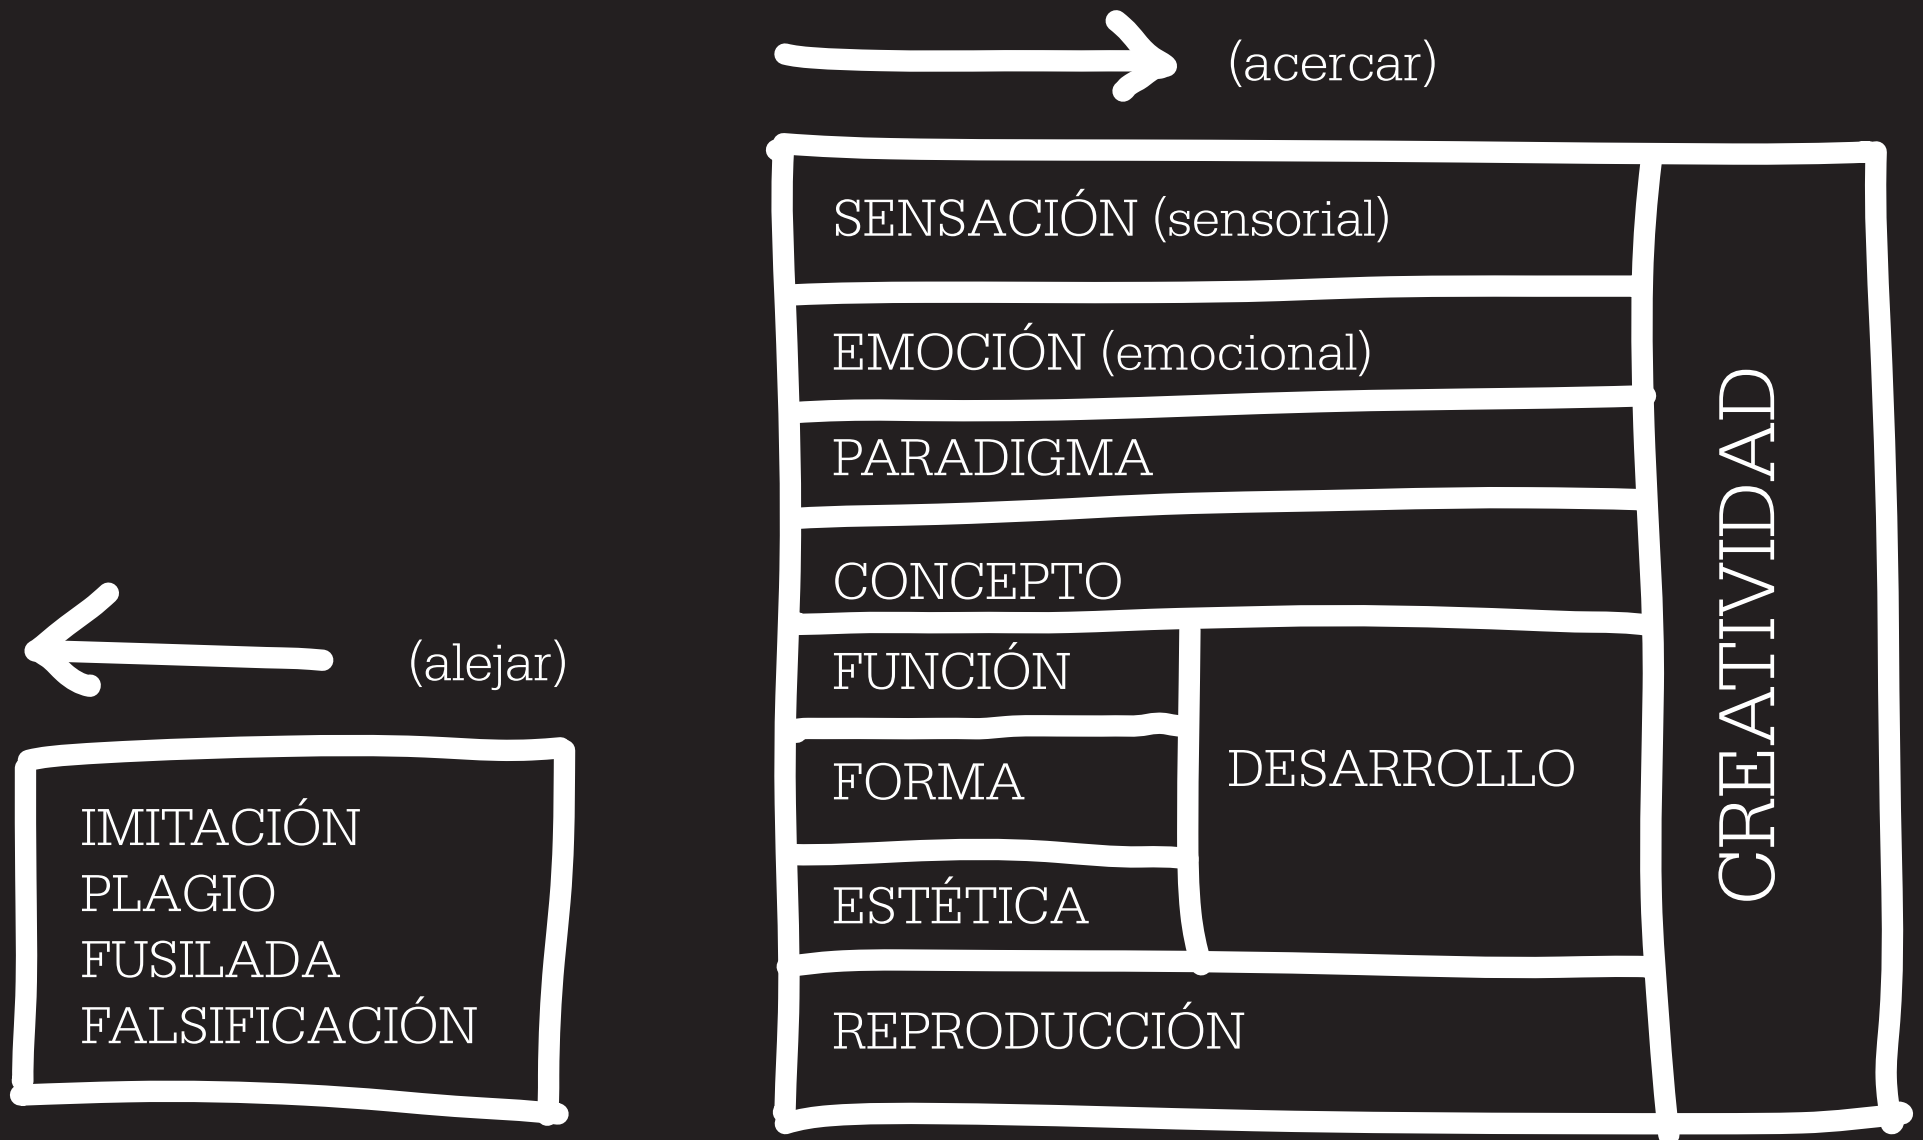 (acercar)
SENSACIÓN (sensorial)
EMOCIÓN (emocional)
PARADIGMA
CONCEPTO
FUNCIÓN
FORMA
ESTÉTICA
DESARROLLO
REPRODUCCIÓN
CREATIVIDAD
(alejar)
IMITACIÓN
PLAGIO
FUSILADA
FALSIFICACIÓN